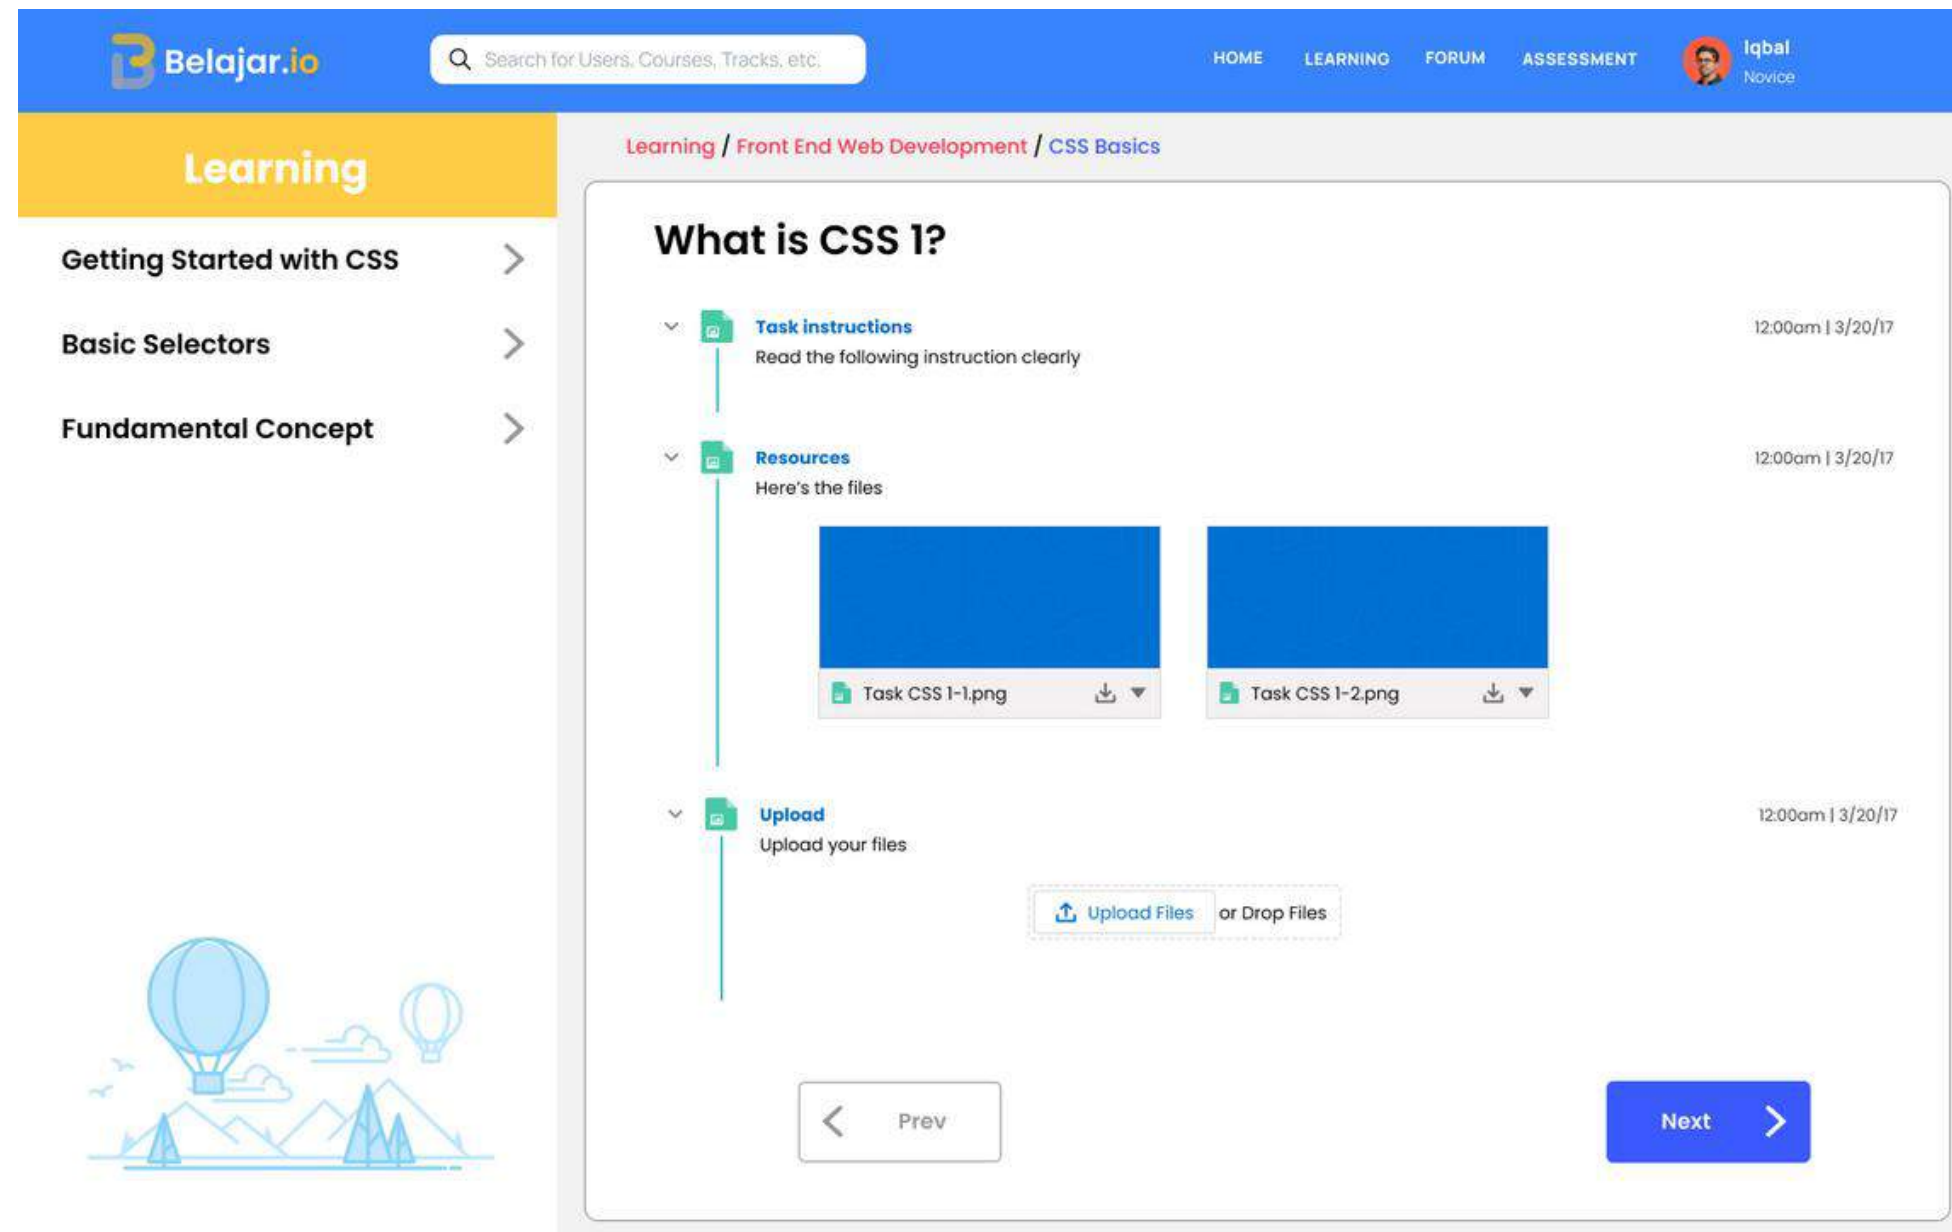 Belajar.io
Search for Users, Courses, Tracks, etc.
HOME LEARNING FORUM ASSESSMENT
Iqbal
Novice
Learning
Getting Started with CSS
Basic Selectors
Fundamental Concept
Learning / Front End Web Development / CSS Basics
What is CSS 1?
Task instructions 12:00am | 3/20/17
Read the following instruction clearly
Resources 12:00am | 3/20/17
Here's the files
Task CSS 1-1.png
Task CSS 1-2.png
Upload 12:00am | 3/20/17
Upload your files
Upload Files or Drop Files
Prev
Next